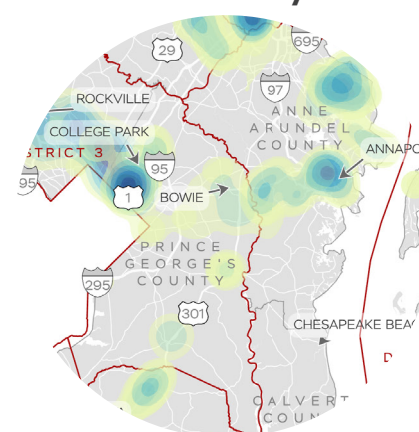 29
695
97
ROCKVILLE
ANNE
ARUNDEL
COUNTY
COLLEGE PARK
STRICT 3
ANNAPO
95
95
1
BOWIE
PRINCE
GEORGE'S
COUNTY
295
301
CHESAPEAKE BEA
D
CALVERT
COUN